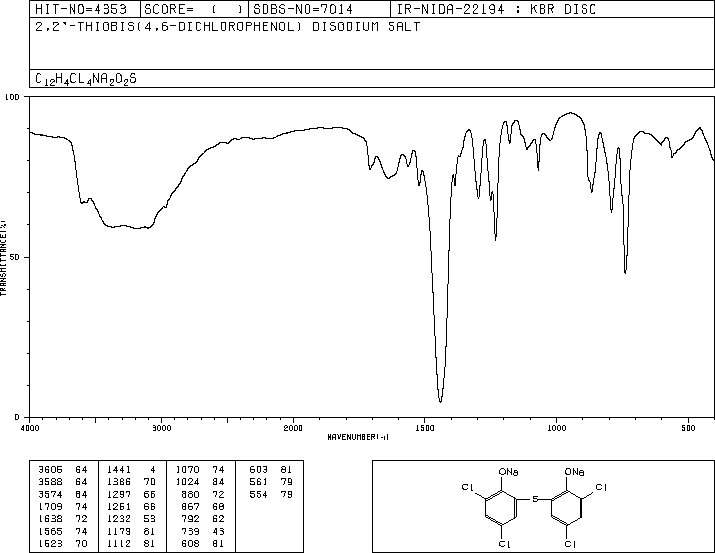 HIT-NO=4353 SCORE= ( ) SDBS-NO=7014 IR-NIDA-22194 : KBR DISC
2,2'-THIOBIS(4,6-DICHLOROPHENOL) DISODIUM SALT
C12H4CL4NA2O2S
100
TRANSMITTANCE(%)
50
0
4000 3000 2000 1500 1000 500
WAVENUMBER(-1)
3605 64 1441 4 1070 74 603 81
3588 64 1386 70 1024 84 561 79
3574 64 1297 66 880 72 554 79
1709 74 1251 66 867 68
1638 72 1232 53 792 62
1565 74 1179 81 739 43
1523 70 1112 81 608 81
ONa ONa
Cl S Cl
Cl Cl